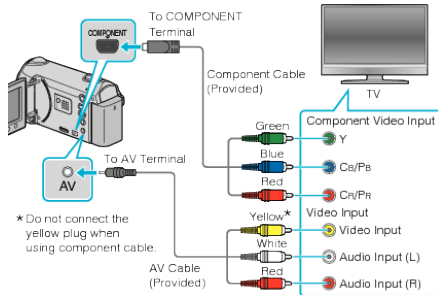 To COMPONENT
Terminal
COMPONENT
Component Cable
(Provided)
TV
Component Video Input
Green
Y
Blue
CB/PB
Red
CR/PR
To AV Terminal
AV
Video Input
Yellow*
Video Input
White
Audio Input (L)
Red
Audio Input (R)
* Do not connect the
yellow plug when
using component cable.
AV Cable
(Provided)